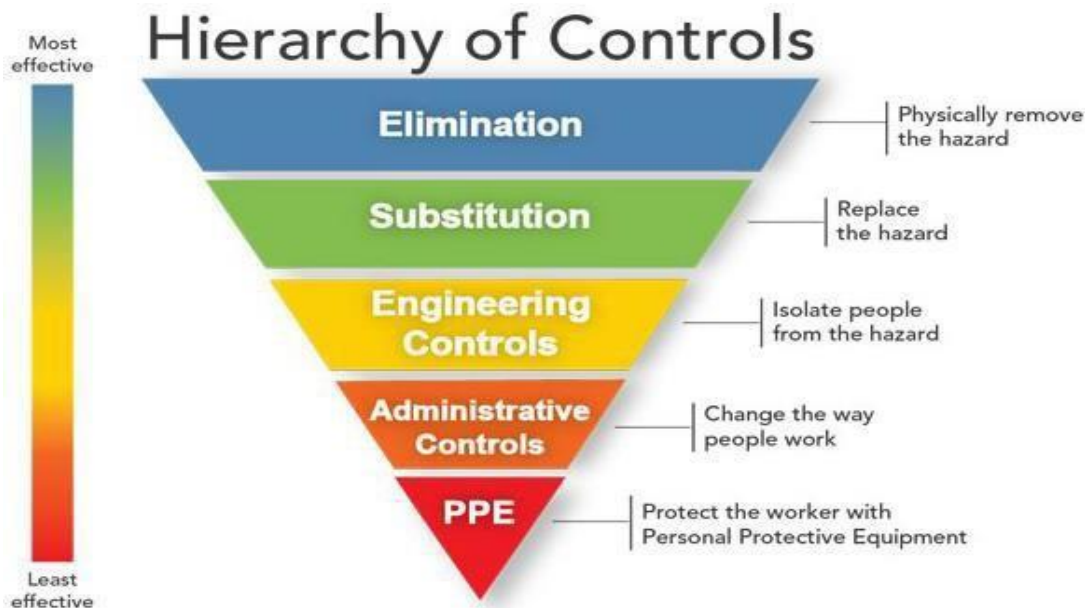 Hierarchy of Controls
Most
effective
Elimination
Physically remove
the hazard
Substitution
Replace
the hazard
Engineering
Controls
Isolate people
from the hazard
Administrative
Controls
Change the way
people work
PPE
Protect the worker with
Personal Protective Equipment
Least
effective